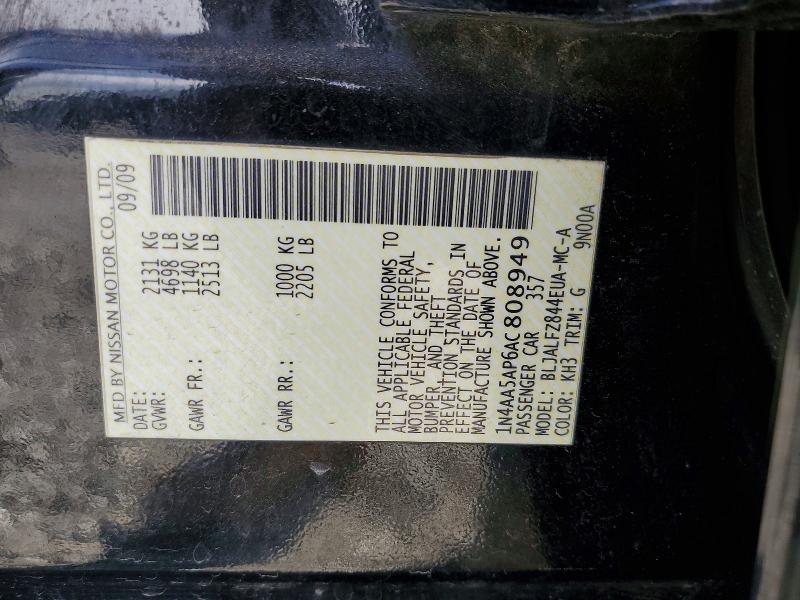 MFD BY NISSAN MOTOR CO., LTD.
DATE: 09/09
GVWR: 2131 KG
4698 LB
GAWR FR.: 1140 KG
2513 LB
GAWR RR.: 1000 KG
2205 LB
THIS VEHICLE CONFORMS TO
ALL APPLICABLE FEDERAL
MOTOR VEHICLE SAFETY,
BUMPER, AND THEFT
PREVENTION STANDARDS IN
EFFECT ON THE DATE OF
MANUFACTURE SHOWN ABOVE.
1N4AA5AP6AC808949
PASSENGER CAR 357
MODEL: BLJALFZ844EUA-MC-A
COLOR: KH3 TRIM: G 9N00A